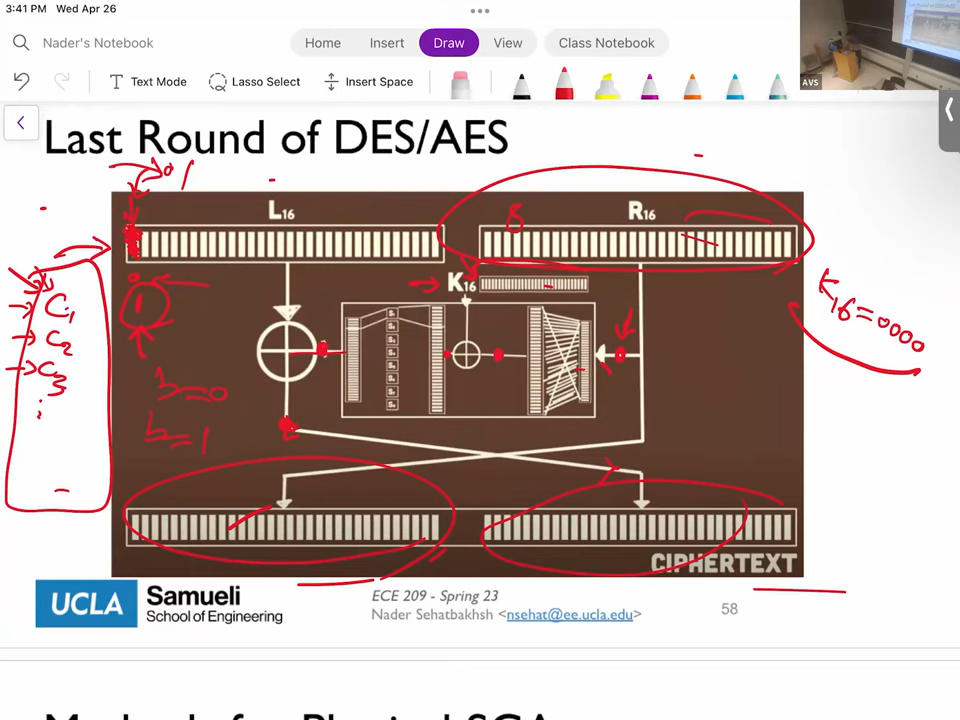 3:41 PM Wed Apr 26
Nader's Notebook
Home Insert Draw View Class Notebook
Text Mode Lasso Select Insert Space
AVS
Last Round of DES/AES
L16 R16
K16
K16=0000
C1
C2
C3
b=0
b=1
CIPHERTEXT
UCLA Samueli
School of Engineering
ECE 209 - Spring 23
Nader Sehatbakhsh <nsehat@ee.ucla.edu>
58